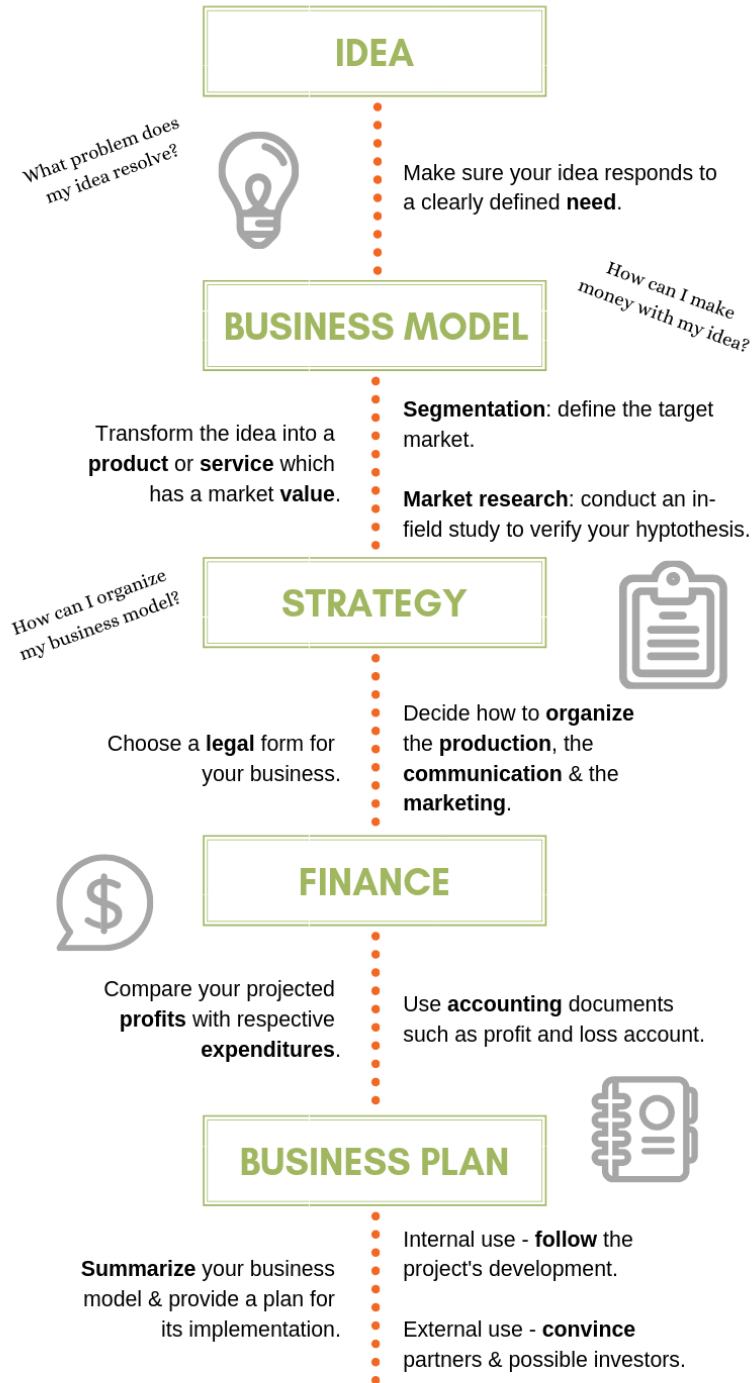 IDEA
What problem does
my idea resolve?
Make sure your idea responds to
a clearly defined need.
BUSINESS MODEL
How can I make
money with my idea?
Transform the idea into a
product or service which
has a market value.
Segmentation: define the target
market.
Market research: conduct an in-
field study to verify your hyptothesis.
STRATEGY
How can I organize
my business model?
Choose a legal form for
your business.
Decide how to organize
the production, the
communication & the
marketing.
FINANCE
$
Compare your projected
profits with respective
expenditures.
Use accounting documents
such as profit and loss account.
BUSINESS PLAN
Summarize your business
model & provide a plan for
its implementation.
Internal use - follow the
project's development.
External use - convince
partners & possible investors.